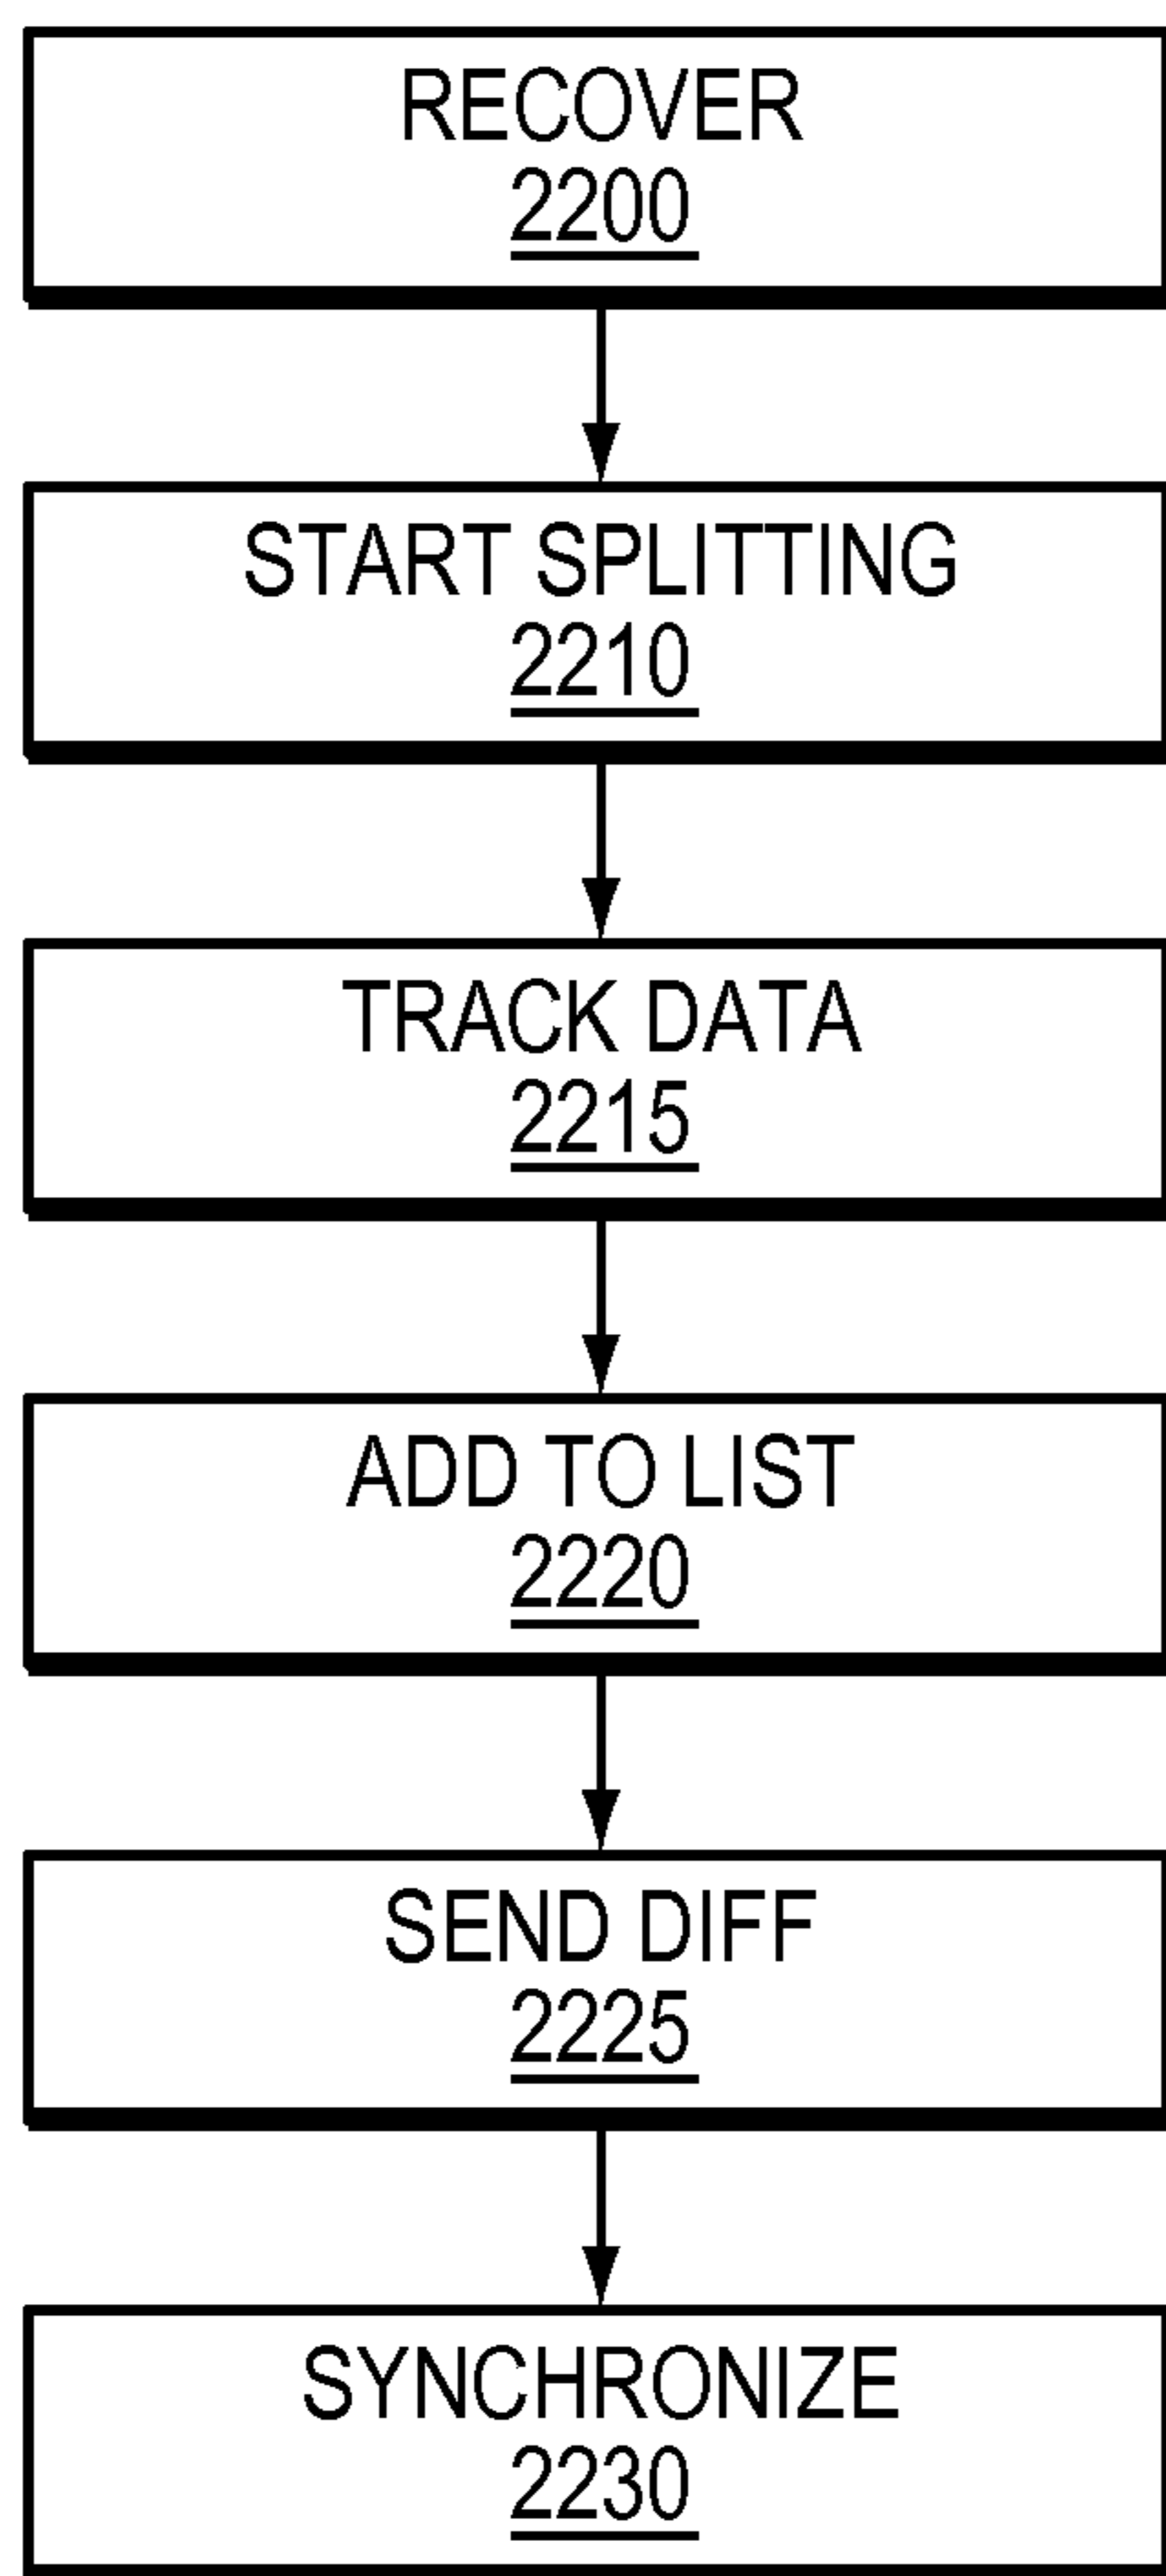 RECOVER
2200
START SPLITTING
2210
TRACK DATA
2215
ADD TO LIST
2220
SEND DIFF
2225
SYNCHRONIZE
2230